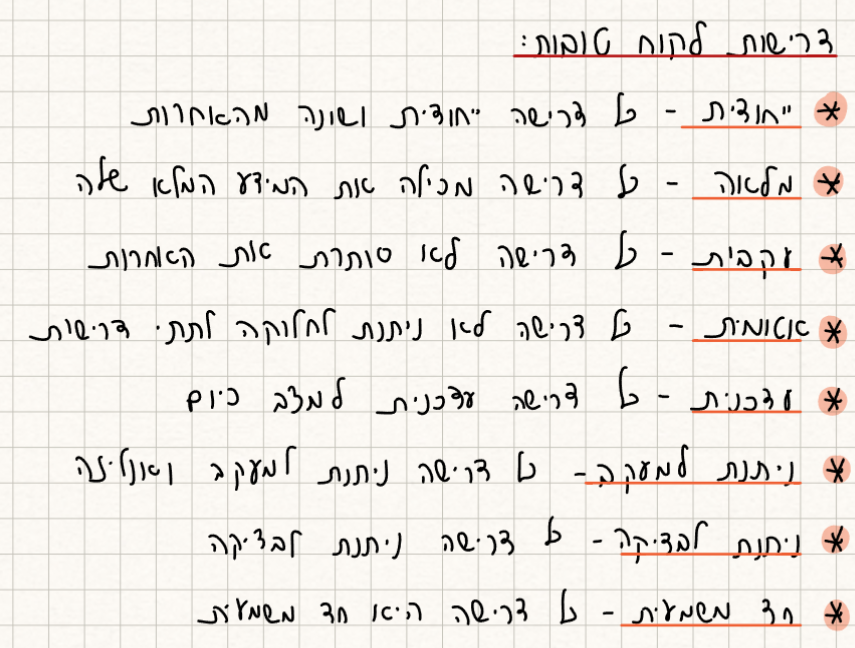 דרישות לקוח טובות:
* ייחודית - כל דרישה ייחודית ושונה מהאחרות
* מלאה - כל דרישה מכילה את המידע המלא שלה
* עקבית - כל דרישה לא סותרת את האחרות
* אטומית - כל דרישה לא ניתנת לחלוקה לתתי דרישות
* עדכנית - כל דרישה עדכנית למצב כיום
* ניתנת למעקב - כל דרישה ניתנת למעקב ואנליזה
* ניתנת לבדיקה - כל דרישה ניתנת לבדיקה
* חד משמעית - כל דרישה היא חד משמעית